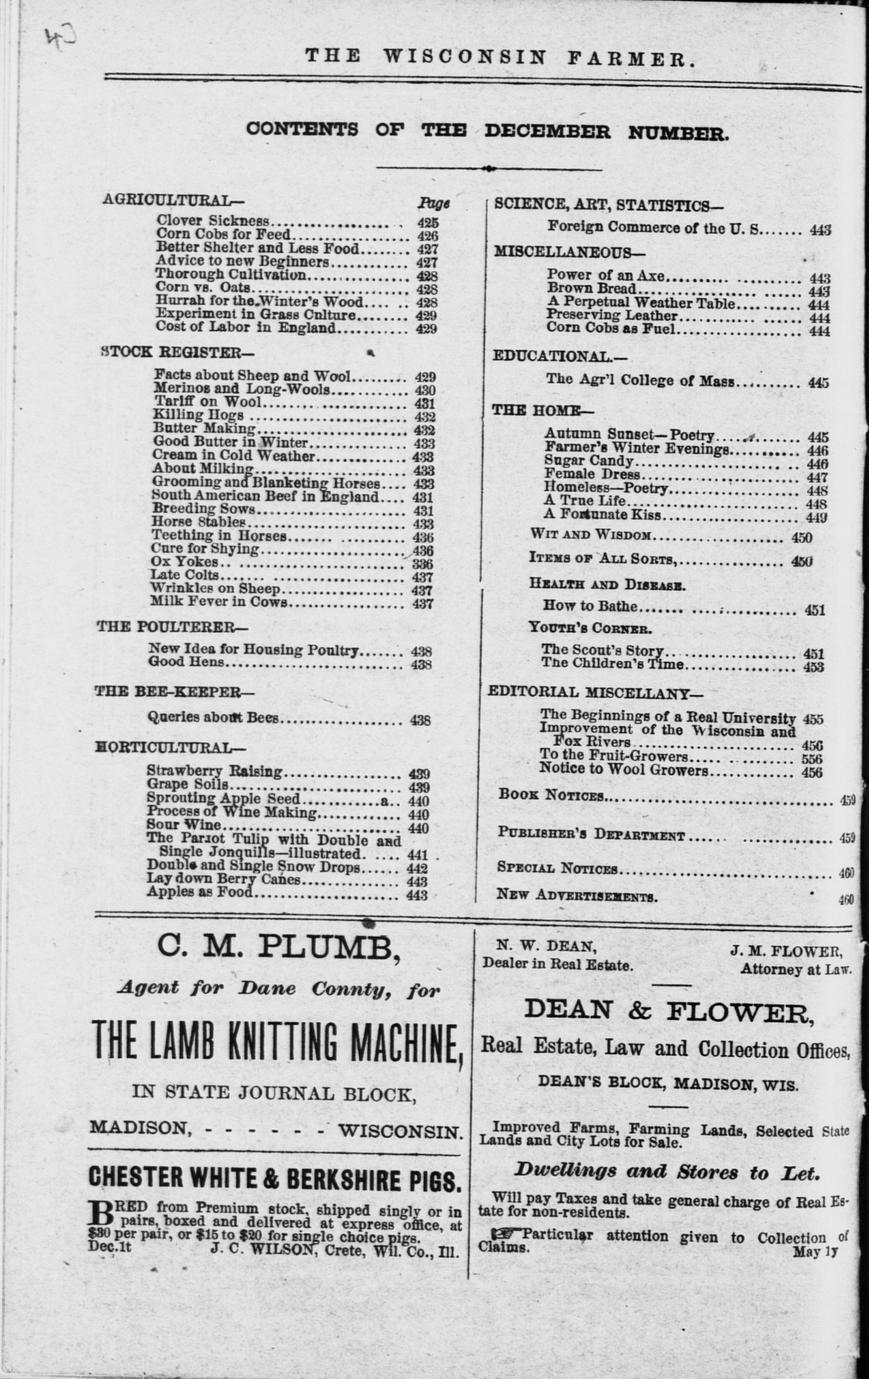 THE WISCONSIN FARMER.
CONTENTS OF THE DECEMBER NUMBER.
AGRICULTURAL— Page
Clover Sickness.................. . 425
Corn Cobs for Feed.................. 426
Better Shelter and Less Food........ 427
Advice to new Beginners............ 427
Thorough Cultivation............... 428
Corn vs. Oats........................ 428
Hurrah for the Winter's Wood.... .. 428
Experiment in Grass Culture........ 429
Cost of Labor in England........... 429
STOCK REGISTER—
Facts about Sheep and Wool......... 429
Merinos and Long-Wools............ 430
Tariff on Wool....................... 431
Killing Hogs ........................ 432
Butter Making....................... 432
Good Butter in Winter............... 433
Cream in Cold Weather.............. 433
About Milking....................... 433
Grooming and Blanketing Horses.... 433
South American Beef in England.... 431
Breeding Sows....................... 431
Horse Stables........................ 433
Teething in Horses....... .......... 436
Cure for Shying...................... 436
Ox Yokes.. ......................... 336
Late Colts....... .................... 437
Wrinkles on Sheep................... 437
Milk Fever in Cows.................. 437
THE POULTERER—
New Idea for Housing Poultry....... 438
Good Hens........................... 438
THE BEE-KEEPER—
Queries about Bees................... 438
HORTICULTURAL—
Strawberry Raising.................. 439
Grape Soils.......................... 439
Sprouting Apple Seed............a.. 440
Process of Wine Making............. 440
Sour Wine........................... 440
The Parrot Tulip with Double and
Single Jonquills—illustrated. ..... 441
Double and Single Snow Drops...... 442
Lay down Berry Canes............... 443
Apples as Food...................... 443
SCIENCE, ART, STATISTICS—
Foreign Commerce of the U. S....... 443
MISCELLANEOUS—
Power of an Axe.......... .......... 443
Brown Bread.................. ...... 443
A Perpetual Weather Table.......... 444
Preserving Leather............ ...... 444
Corn Cobs as Fuel................... 444
EDUCATIONAL.—
The Agr'l College of Mass........... 445
THE HOME—
Autumn Sunset—Poetry............. 445
Farmer's Winter Evenings........... 446
Sugar Candy...................... .. 446
Female Dress........................ 447
Homeless—Poetry.................... 448
A True Life.......................... 448
A Fortunate Kiss..................... 449
WIT AND WISDOM.................... 450
ITEMS OF ALL SORTS,................ 450
HEALTH AND DISEASE.
How to Bathe....... ................ 451
YOUTH'S CORNER.
The Scout's Story.. .................. 451
The Children's Time................. 453
EDITORIAL MISCELLANY—
The Beginnings of a Real University 455
Improvement of the Wisconsin and
Fox Rivers ........................ 456
To the Fruit-Growers..... .......... 556
Notice to Wool Growers............. 456
BOOK NOTICES.................................. 459
PUBLISHER'S DEPARTMENT ..... .............. 459
SPECIAL NOTICES................................ 460
NEW ADVERTISEMENTS. 460
C. M. PLUMB,
Agent for Dane Connty, for
THE LAMB KNITTING MACHINE,
IN STATE JOURNAL BLOCK,
MADISON, - - - - - - WISCONSIN.
CHESTER WHITE & BERKSHIRE PIGS.
BRED from Premium stock, shipped singly or in
pairs, boxed and delivered at express office, at
$30 per pair, or $15 to $20 for single choice pigs.
Dec.1t J. C. WILSON, Crete, Wil. Co., Ill.
N. W. DEAN, J. M. FLOWER,
Dealer in Real Estate. Attorney at Law.
DEAN & FLOWER,
Real Estate, Law and Collection Offices,
DEAN'S BLOCK, MADISON, WIS.
Improved Farms, Farming Lands, Selected State
Lands and City Lots for Sale.
Dwellings and Stores to Let.
Will pay Taxes and take general charge of Real Es-
tate for non-residents.
☞Particular attention given to Collection of
Claims. May 1y